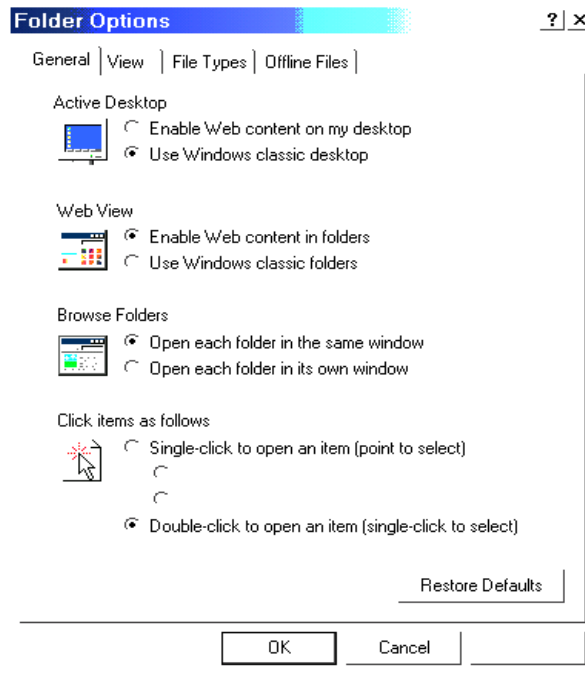 Folder Options ? X
General View File Types Offline Files
Active Desktop
Enable Web content on my desktop
Use Windows classic desktop
Web View
Enable Web content in folders
Use Windows classic folders
Browse Folders
Open each folder in the same window
Open each folder in its own window
Click items as follows
Single-click to open an item (point to select)
Double-click to open an item (single-click to select)
Restore Defaults
OK Cancel